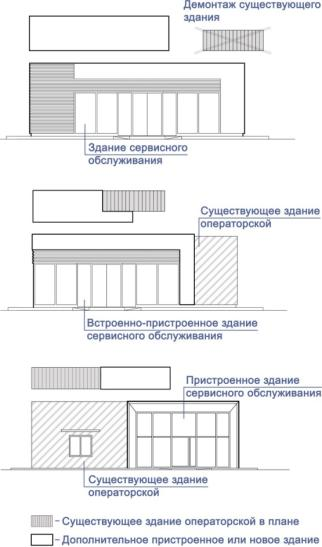 Демонтаж существующего
здания
Здание сервисного
обслуживания
Существующее здание
операторской
Встроенно-пристроенное здание
сервисного обслуживания
Пристроенное здание
сервисного обслуживания
Существующее здание
операторской
– Существующее здание операторской в плане
– Дополнительно пристроенное или новое здание